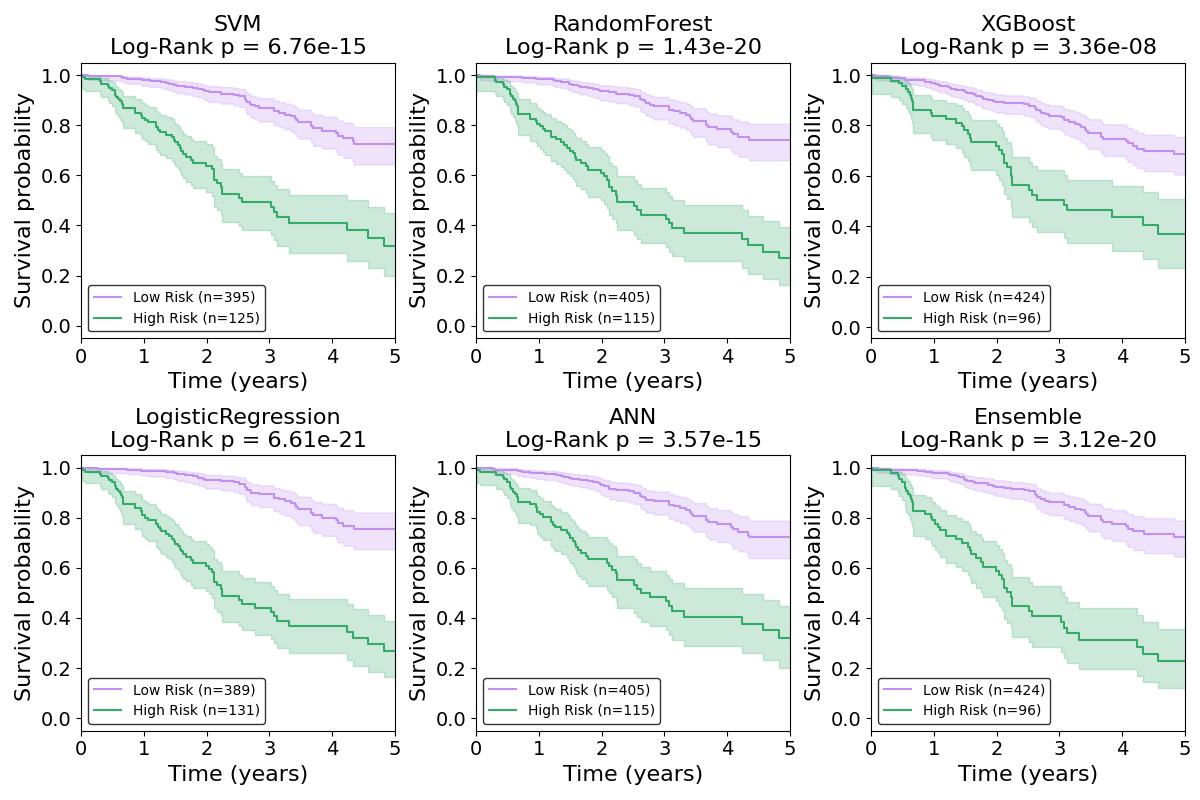 SVM
Log-Rank p = 6.76e-15
Survival probability
1.0
0.8
0.6
0.4
0.2
0.0
Low Risk (n=395)
High Risk (n=125)
0 1 2 3 4 5
Time (years)
RandomForest
Log-Rank p = 1.43e-20
Survival probability
1.0
0.8
0.6
0.4
0.2
0.0
Low Risk (n=405)
High Risk (n=115)
0 1 2 3 4 5
Time (years)
XGBoost
Log-Rank p = 3.36e-08
Survival probability
1.0
0.8
0.6
0.4
0.2
0.0
Low Risk (n=424)
High Risk (n=96)
0 1 2 3 4 5
Time (years)
LogisticRegression
Log-Rank p = 6.61e-21
Survival probability
1.0
0.8
0.6
0.4
0.2
0.0
Low Risk (n=389)
High Risk (n=131)
0 1 2 3 4 5
Time (years)
ANN
Log-Rank p = 3.57e-15
Survival probability
1.0
0.8
0.6
0.4
0.2
0.0
Low Risk (n=405)
High Risk (n=115)
0 1 2 3 4 5
Time (years)
Ensemble
Log-Rank p = 3.12e-20
Survival probability
1.0
0.8
0.6
0.4
0.2
0.0
Low Risk (n=424)
High Risk (n=96)
0 1 2 3 4 5
Time (years)